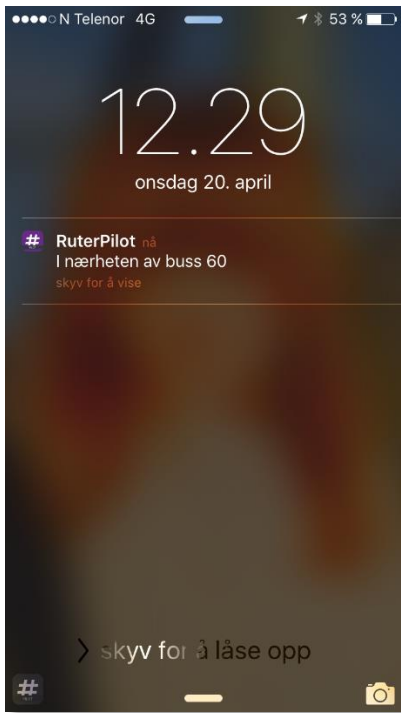 N Telenor 4G 53 %
12.29
onsdag 20. april
# RuterPilot nå
I nærheten av buss 60
skyv for å vise
> skyv for å låse opp
#